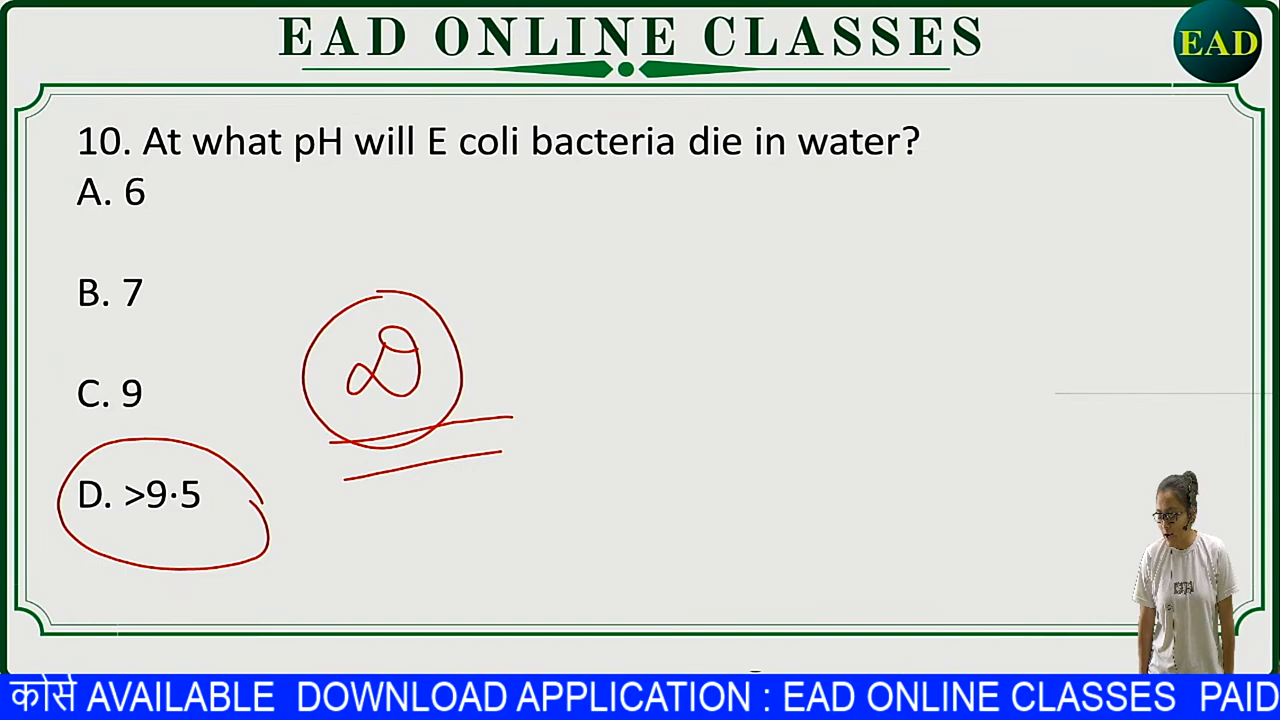 EAD ONLINE CLASSES
EAD
10. At what pH will E coli bacteria die in water?
A. 6
B. 7
C. 9
D
D. >9·5
कोर्स AVAILABLE DOWNLOAD APPLICATION : EAD ONLINE CLASSES PAID